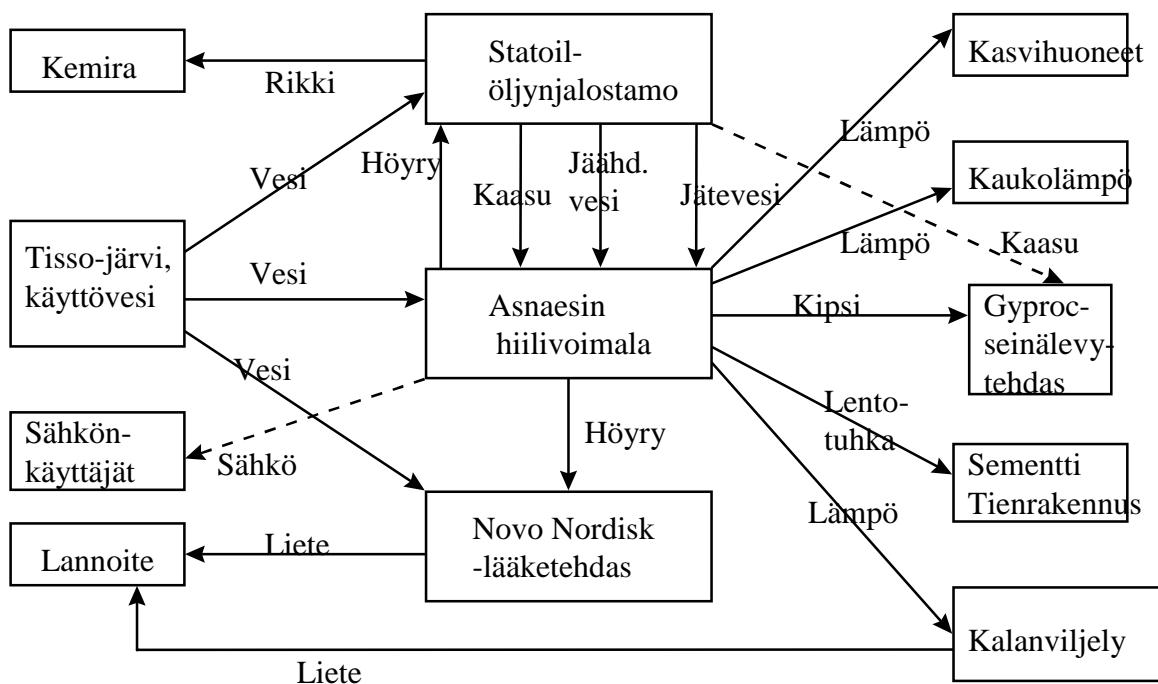 Kemira
Rikki
Statoil-
öljynjalostamo
Kasvihuoneet
Lämpö
Vesi
Höyry
Kaasu
Jäähd.
vesi
Jätevesi
Kaukolämpö
Lämpö
Kaasu
Tisso-järvi,
käyttövesi
Vesi
Asnaesin
hiilivoimala
Kipsi
Gyproc-
seinälevy-
tehdas
Vesi
Lento-
tuhka
Sähkön-
käyttäjät
Sähkö
Höyry
Sementti
Tienrakennus
Lannoite
Liete
Novo Nordisk
-lääketehdas
Lämpö
Kalanviljely
Liete